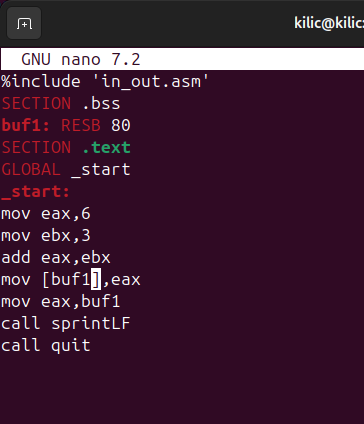 kilic@kilic:
GNU nano 7.2
%include 'in_out.asm'
SECTION .bss
buf1: RESB 80
SECTION .text
GLOBAL _start
_start:
mov eax,6
mov ebx,3
add eax,ebx
mov [buf1],eax
mov eax,buf1
call sprintLF
call quit